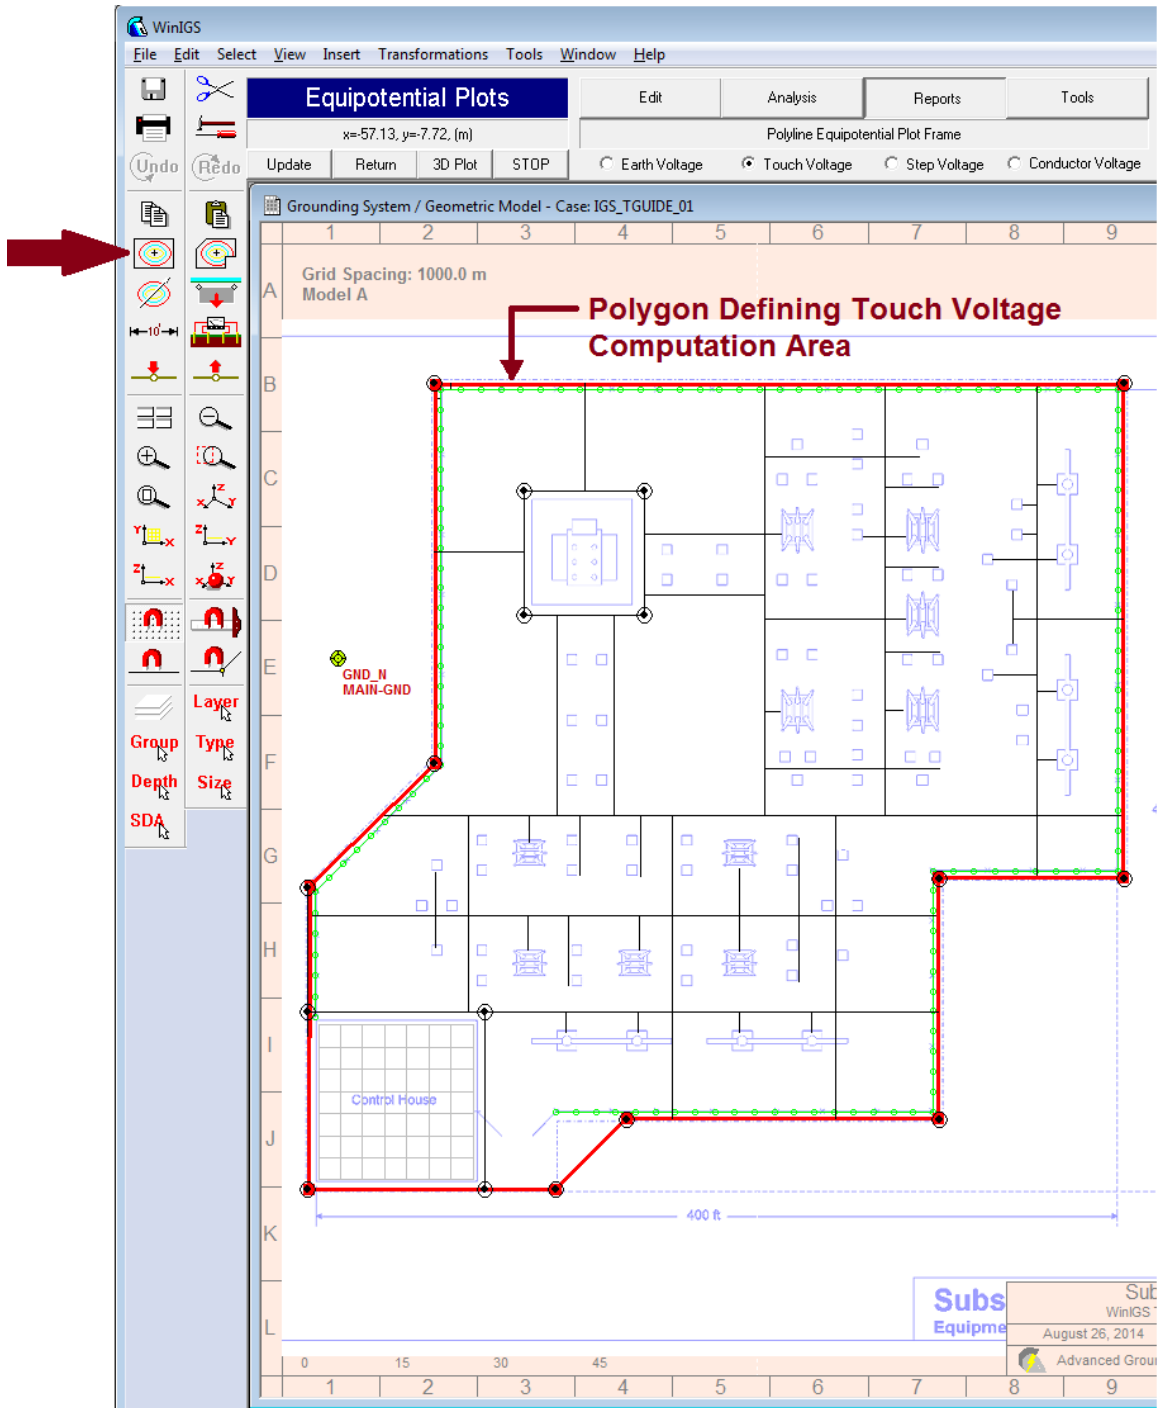 WinIGS
File Edit Select View Insert Transformations Tools Window Help
Equipotential Plots
Edit Analysis Reports Tools
x=-57.13, y=-7.72, (m)
Polyline Equipotential Plot Frame
Undo Redo
Update Return 3D Plot STOP
Earth Voltage Touch Voltage Step Voltage Conductor Voltage
Grounding System / Geometric Model - Case: IGS_TGUIDE_01
1 2 3 4 5 6 7 8 9
A
Grid Spacing: 1000.0 m
Model A
Polygon Defining Touch Voltage
Computation Area
10'
B
C
D
E
GND_N
MAIN-GND
Layer
Group Type
Depth Size
SDA
F
G
H
I
Control House
J
400 ft
K
L
Subs
Equipme
Sub
WinIGS
August 26, 2014
Advanced Grou
0 15 30 45
1 2 3 4 5 6 7 8 9